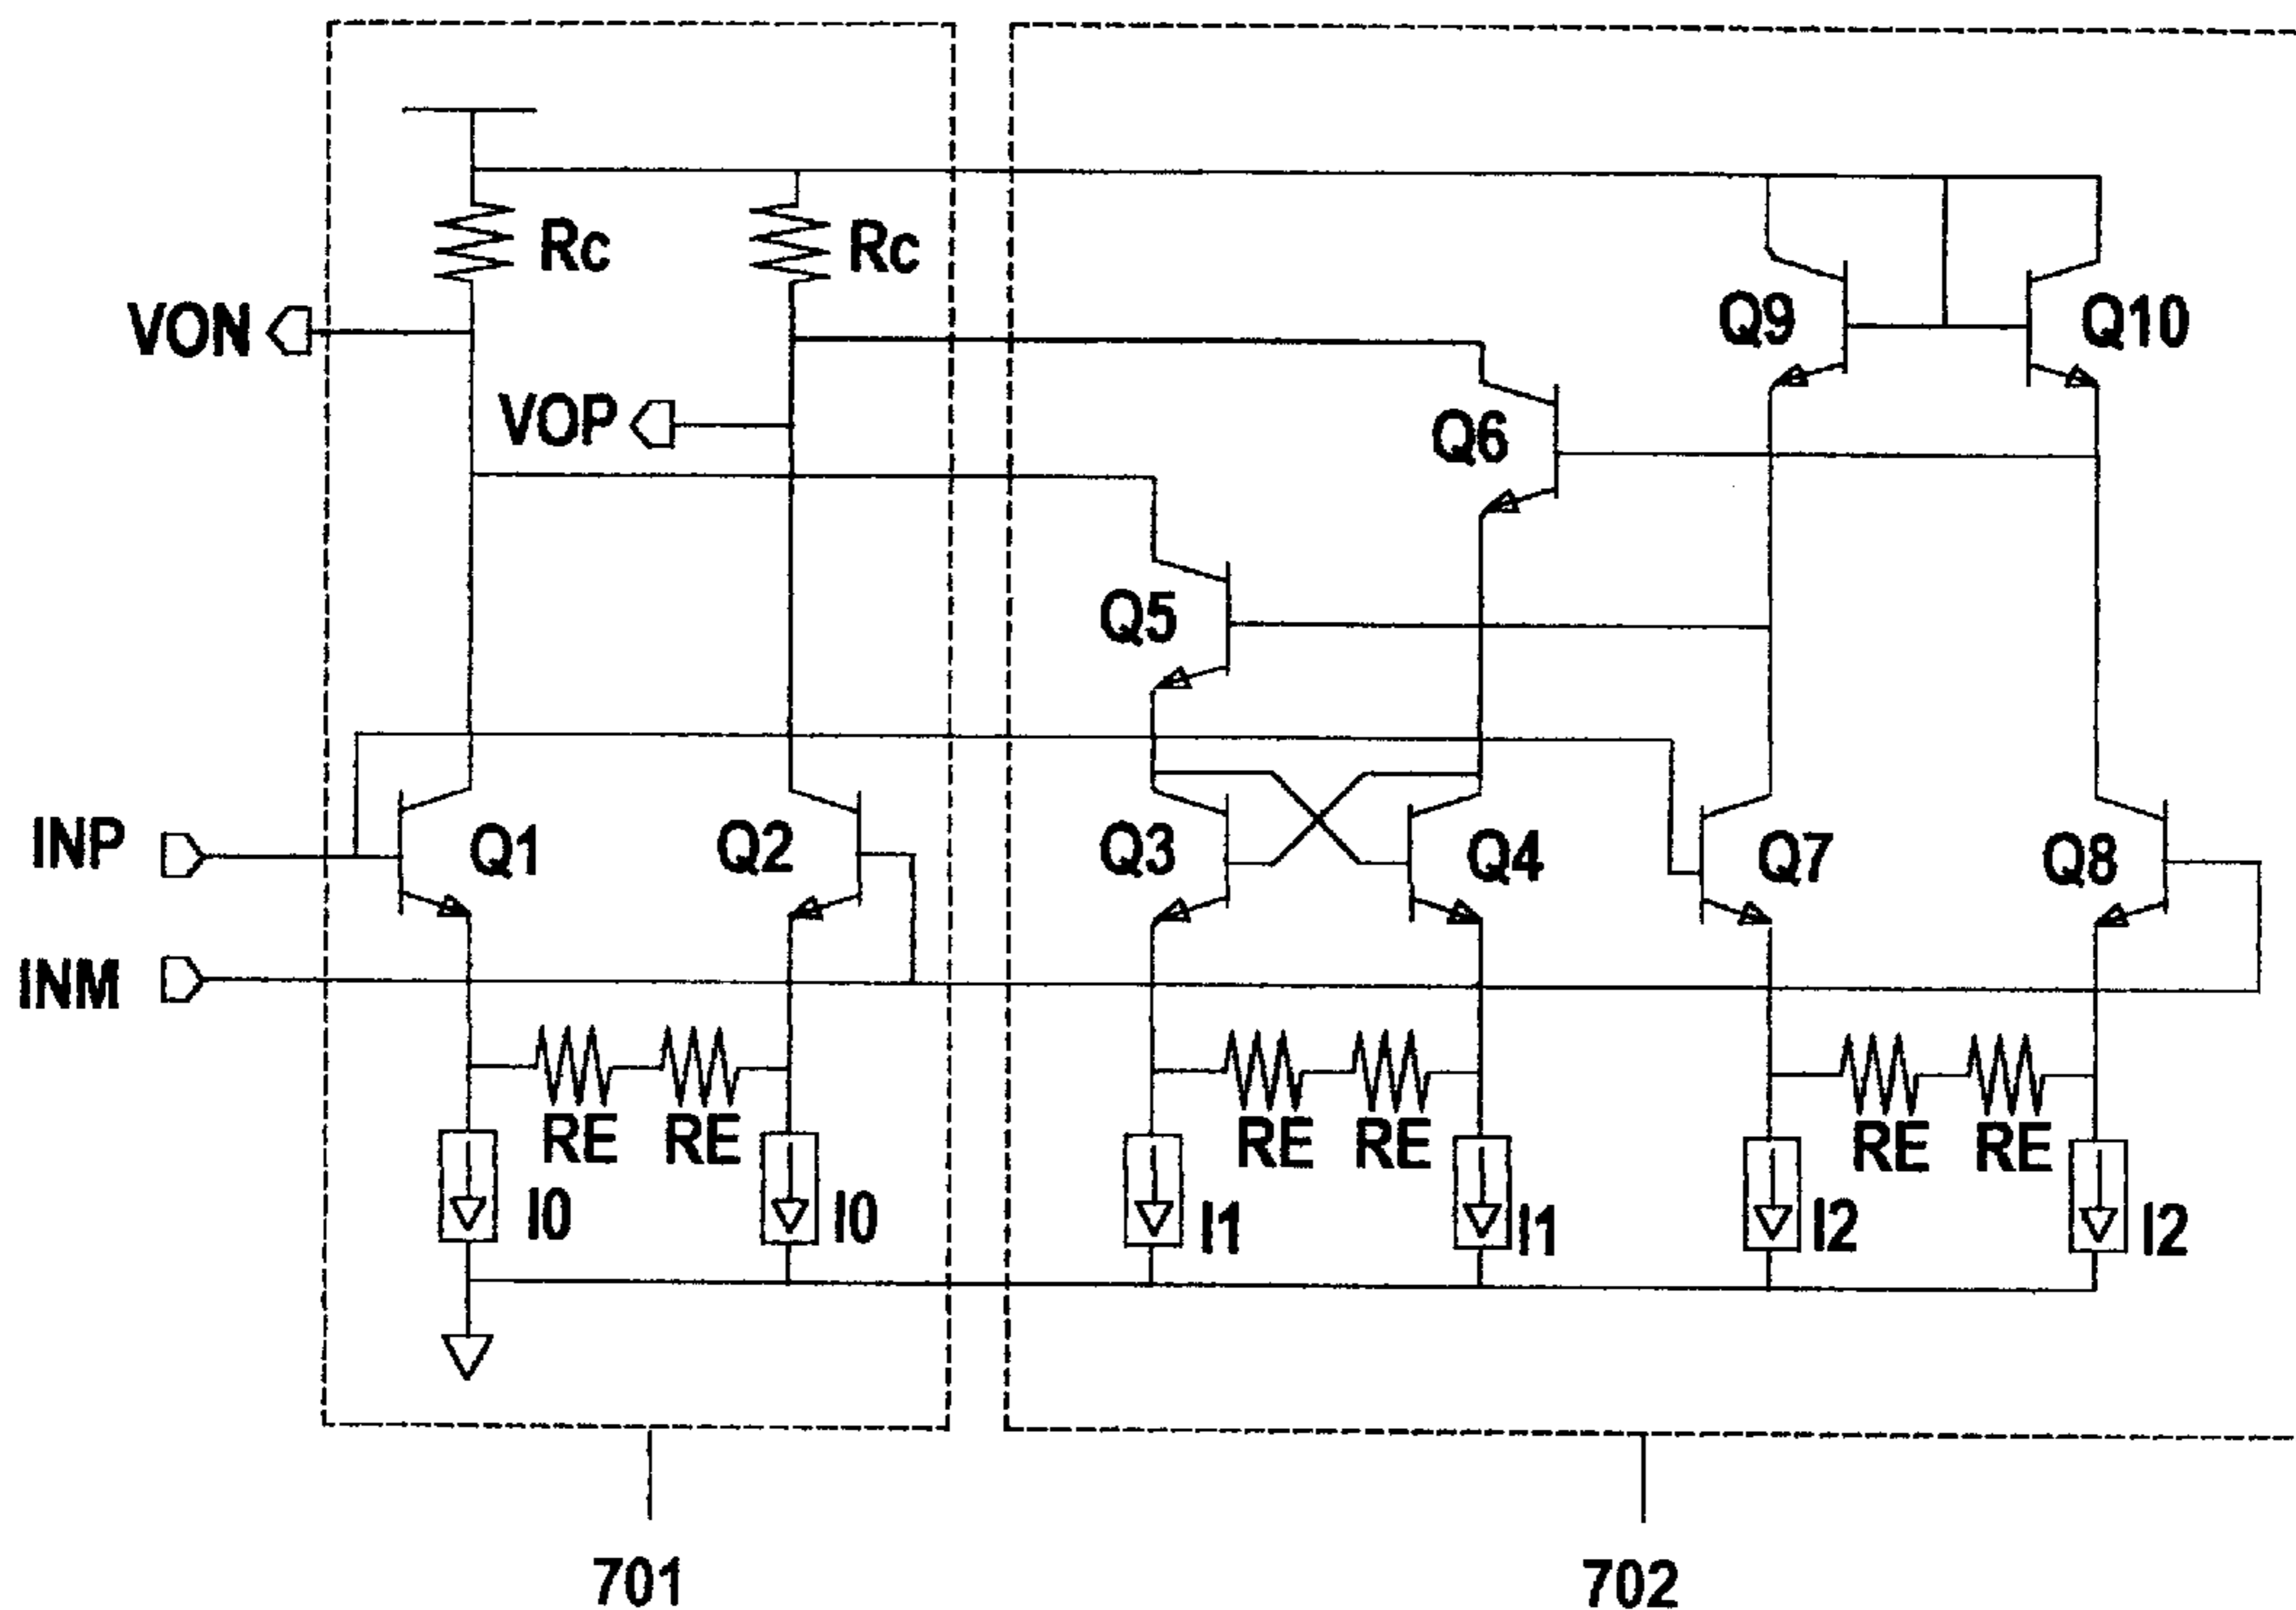 Rc Rc
VON
Q9 Q10
VOP
Q6
Q5
INP
Q1 Q2 Q3 Q4 Q7 Q8
INM
RE RE RE RE RE RE
I0 I0 I1 I1 I2 I2
701 702